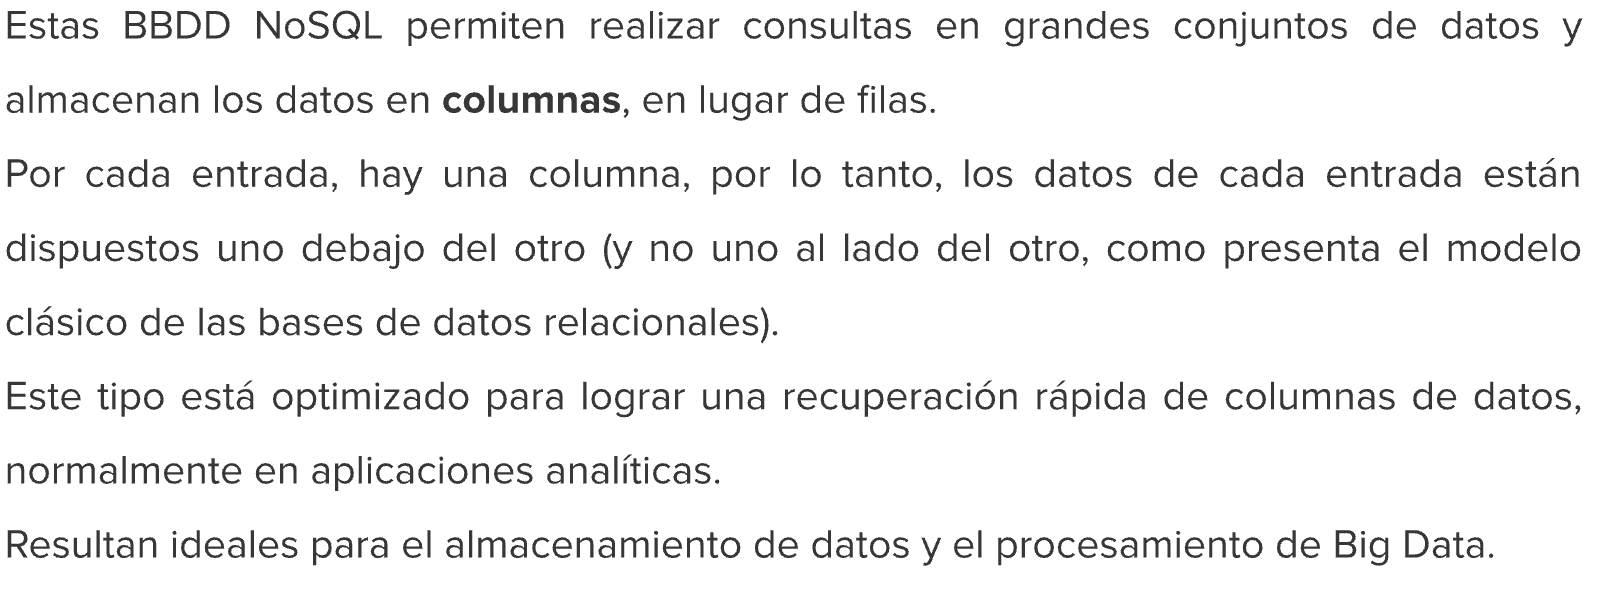 Estas BBDD NoSQL permiten realizar consultas en grandes conjuntos de datos y
almacenan los datos en columnas, en lugar de filas.
Por cada entrada, hay una columna, por lo tanto, los datos de cada entrada están
dispuestos uno debajo del otro (y no uno al lado del otro, como presenta el modelo
clásico de las bases de datos relacionales).
Este tipo está optimizado para lograr una recuperación rápida de columnas de datos,
normalmente en aplicaciones analíticas.
Resultan ideales para el almacenamiento de datos y el procesamiento de Big Data.